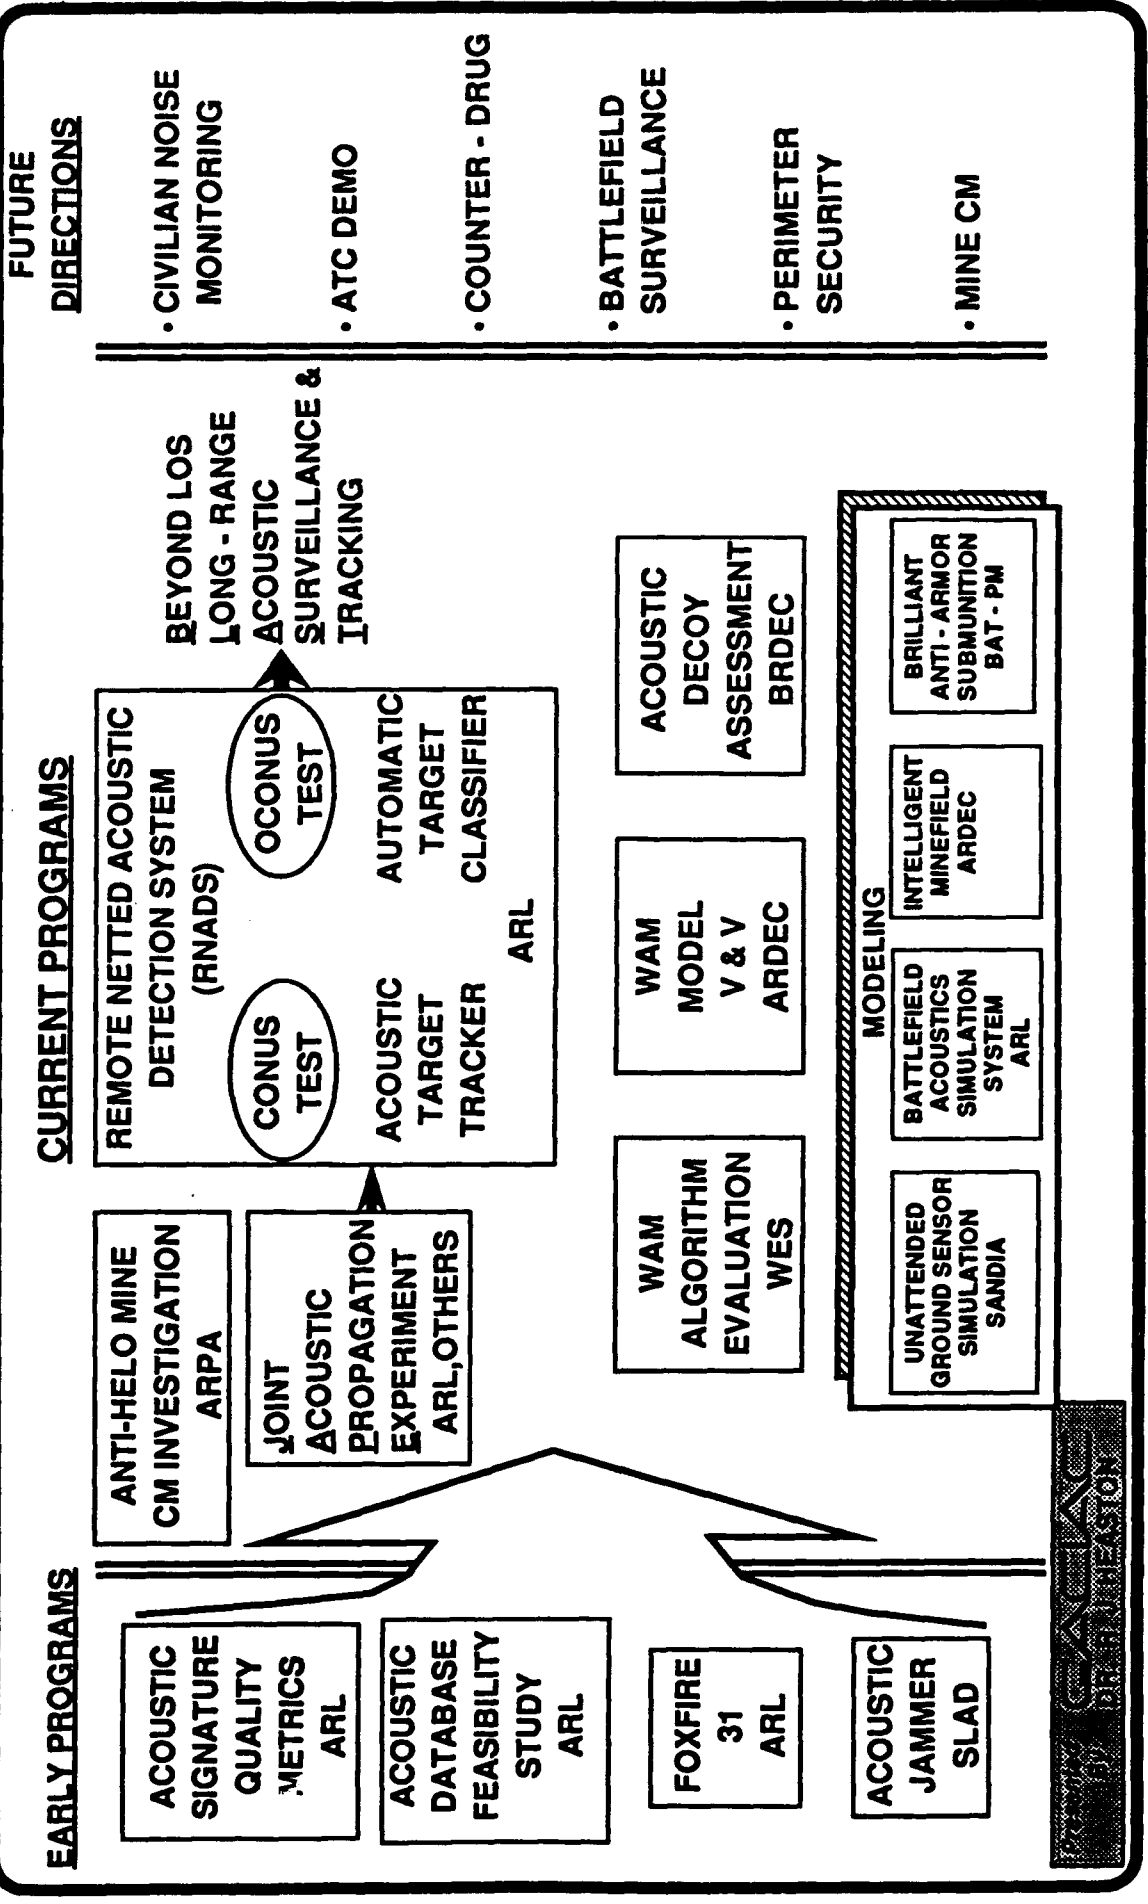 EARLY PROGRAMS
ACOUSTIC
SIGNATURE
QUALITY
METRICS
ARL
ACOUSTIC
DATABASE
FEASIBILITY
STUDY
ARL
FOXFIRE
31
ARL
ACOUSTIC
JAMMER
SLAD
CURRENT PROGRAMS
ANTI-HELO MINE
CM INVESTIGATION
ARPA
JOINT
ACOUSTIC
PROPAGATION
EXPERIMENT
ARL,OTHERS
REMOTE NETTED ACOUSTIC
DETECTION SYSTEM
(RNADS)
CONUS
TEST
OCONUS
TEST
ACOUSTIC
TARGET
TRACKER
AUTOMATIC
TARGET
CLASSIFIER
ARL
BEYOND LOS
LONG - RANGE
ACOUSTIC
SURVEILLANCE &
TRACKING
WAM
ALGORITHM
EVALUATION
WES
WAM
MODEL
V & V
ARDEC
ACOUSTIC
DECOY
ASSESSMENT
BRDEC
MODELING
UNATTENDED
GROUND SENSOR
SIMULATION
SANDIA
BATTLEFIELD
ACOUSTICS
SIMULATION
SYSTEM
ARL
INTELLIGENT
MINEFIELD
ARDEC
BRILLIANT
ANTI - ARMOR
SUBMUNITION
BAT - PM
FUTURE
DIRECTIONS
• CIVILIAN NOISE
MONITORING
• ATC DEMO
• COUNTER - DRUG
• BATTLEFIELD
SURVEILLANCE
• PERIMETER
SECURITY
• MINE CM
GACIAC
HEASTON